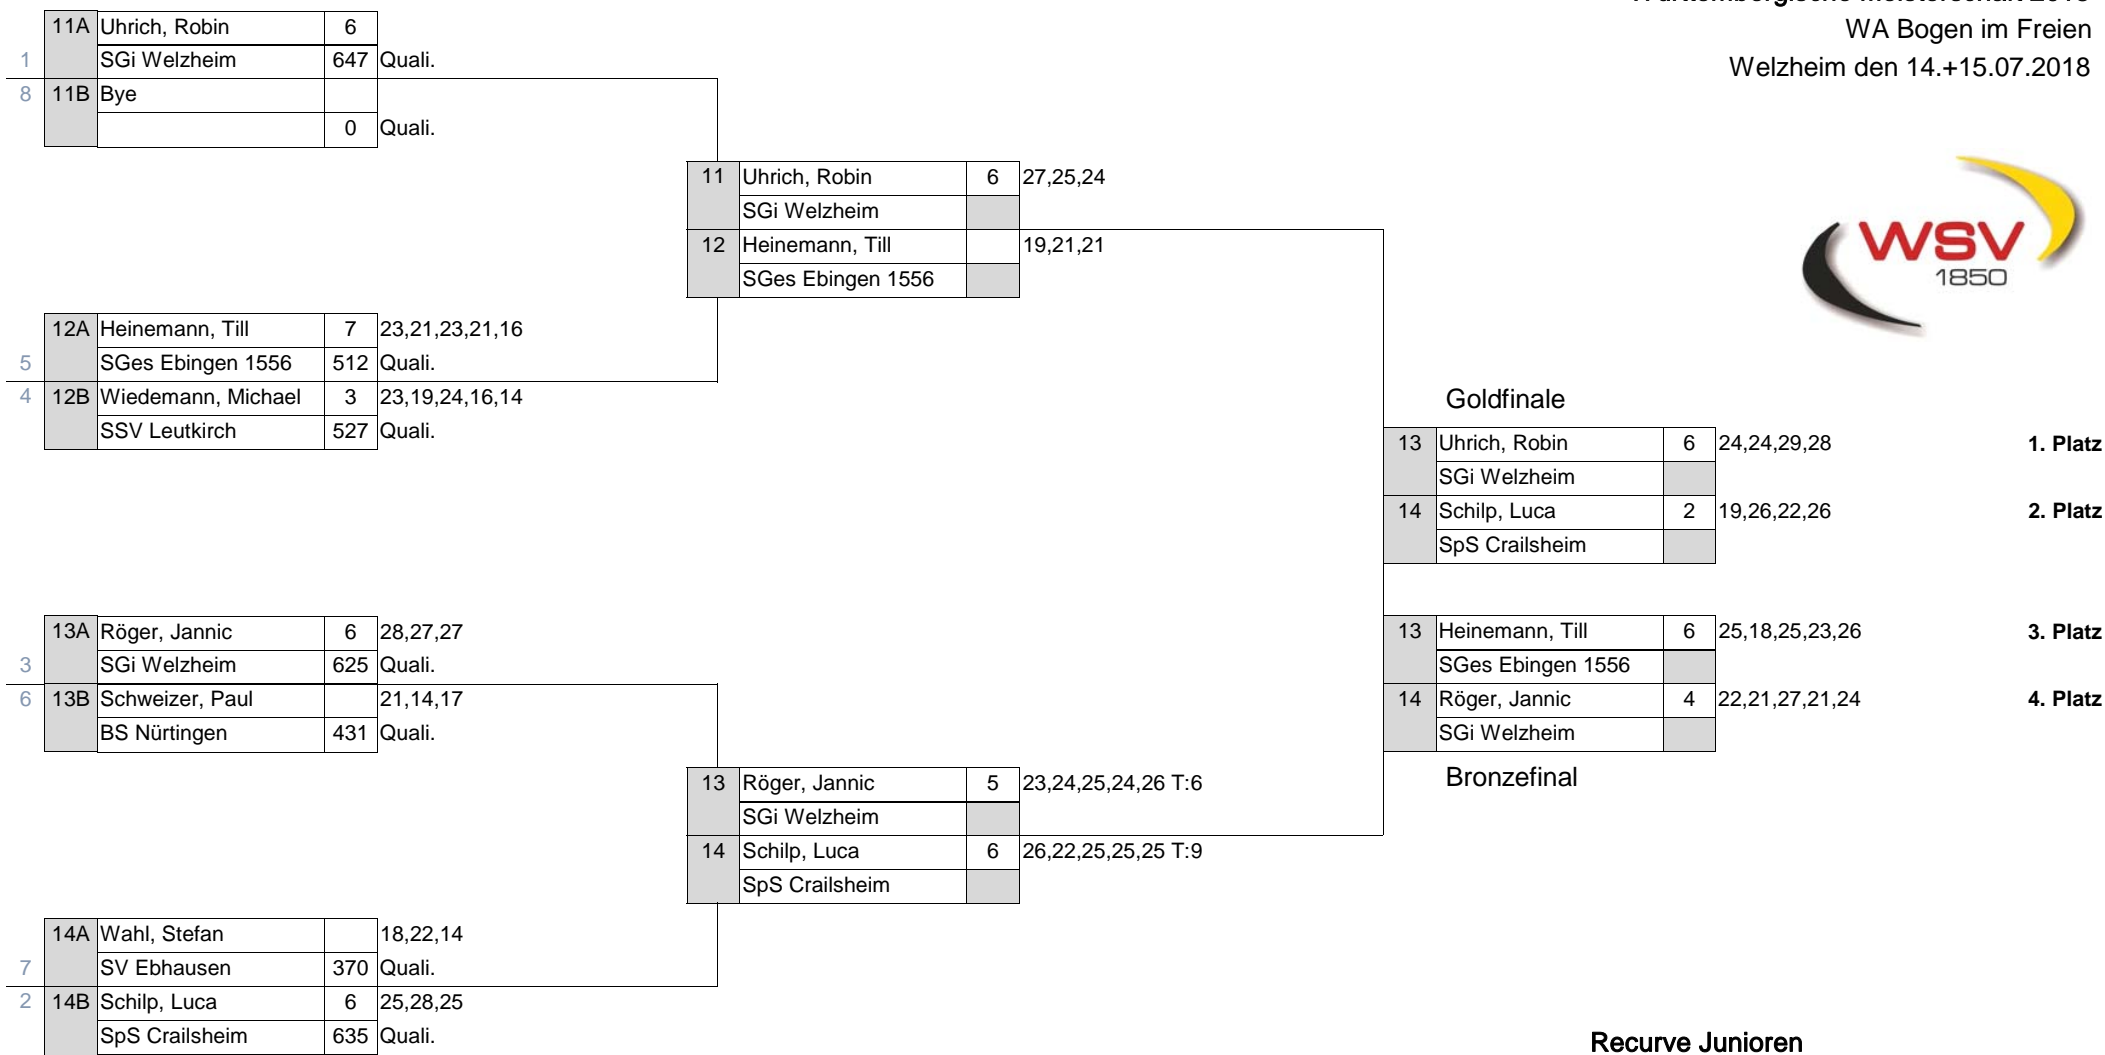 WA Bogen im Freien
Welzheim den 14.+15.07.2018
WSV
1850
11A Uhrich, Robin 6
1 SGi Welzheim 647 Quali.
8 11B Bye
0 Quali.
11 Uhrich, Robin 6 27,25,24
SGi Welzheim
12 Heinemann, Till 19,21,21
SGes Ebingen 1556
12A Heinemann, Till 7 23,21,23,21,16
5 SGes Ebingen 1556 512 Quali.
4 12B Wiedemann, Michael 3 23,19,24,16,14
SSV Leutkirch 527 Quali.
Goldfinale
13 Uhrich, Robin 6 24,24,29,28 1. Platz
SGi Welzheim
14 Schilp, Luca 2 19,26,22,26 2. Platz
SpS Crailsheim
13A Röger, Jannic 6 28,27,27
3 SGi Welzheim 625 Quali.
6 13B Schweizer, Paul 21,14,17
BS Nürtingen 431 Quali.
13 Heinemann, Till 6 25,18,25,23,26 3. Platz
SGes Ebingen 1556
14 Röger, Jannic 4 22,21,27,21,24 4. Platz
SGi Welzheim
Bronzefinal
13 Röger, Jannic 5 23,24,25,24,26 T:6
SGi Welzheim
14 Schilp, Luca 6 26,22,25,25,25 T:9
SpS Crailsheim
14A Wahl, Stefan 18,22,14
7 SV Ebhausen 370 Quali.
2 14B Schilp, Luca 6 25,28,25
SpS Crailsheim 635 Quali.
Recurve Junioren